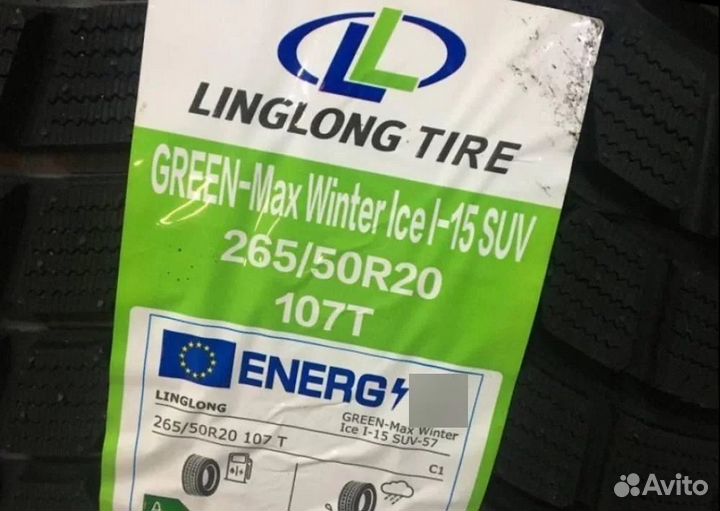 LL
LINGLONG TIRE
GREEN-Max Winter Ice I-15 SUV
265/50R20
107T
ENERG
LINGLONG
GREEN-Max Winter
Ice I-15 SUV-57
265/50R20 107 T
C1
A
Avito